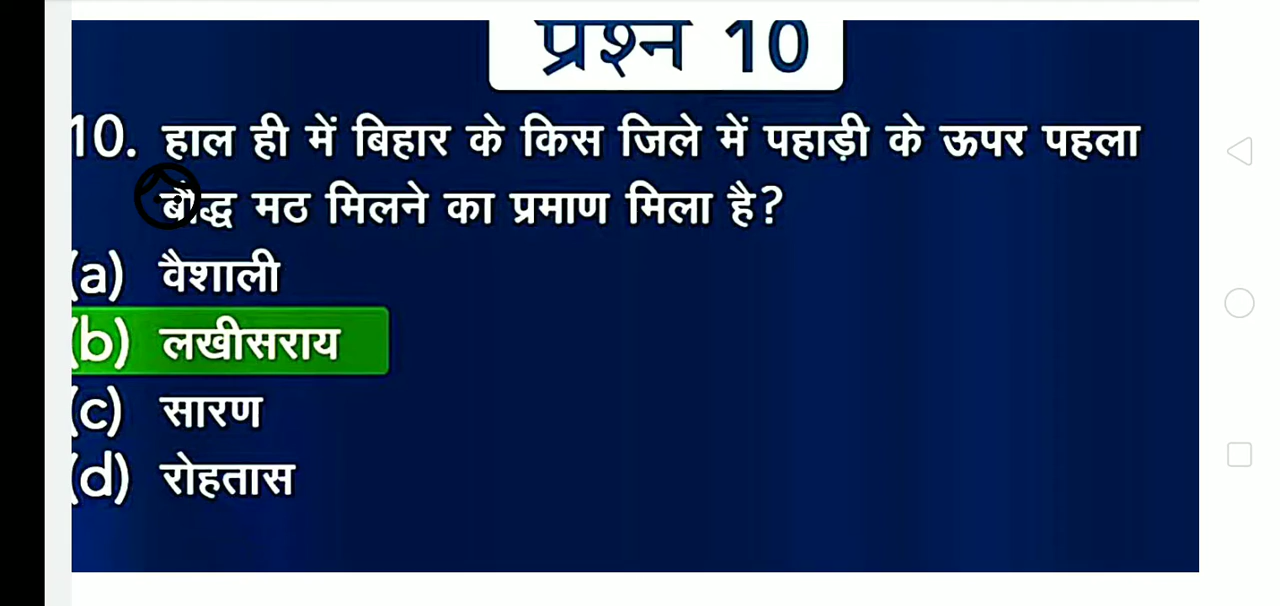 प्रश्न 10
10. हाल ही में बिहार के किस जिले में पहाड़ी के ऊपर पहला
बौद्ध मठ मिलने का प्रमाण मिला है?
(a) वैशाली
(b) लखीसराय
(c) सारण
(d) रोहतास